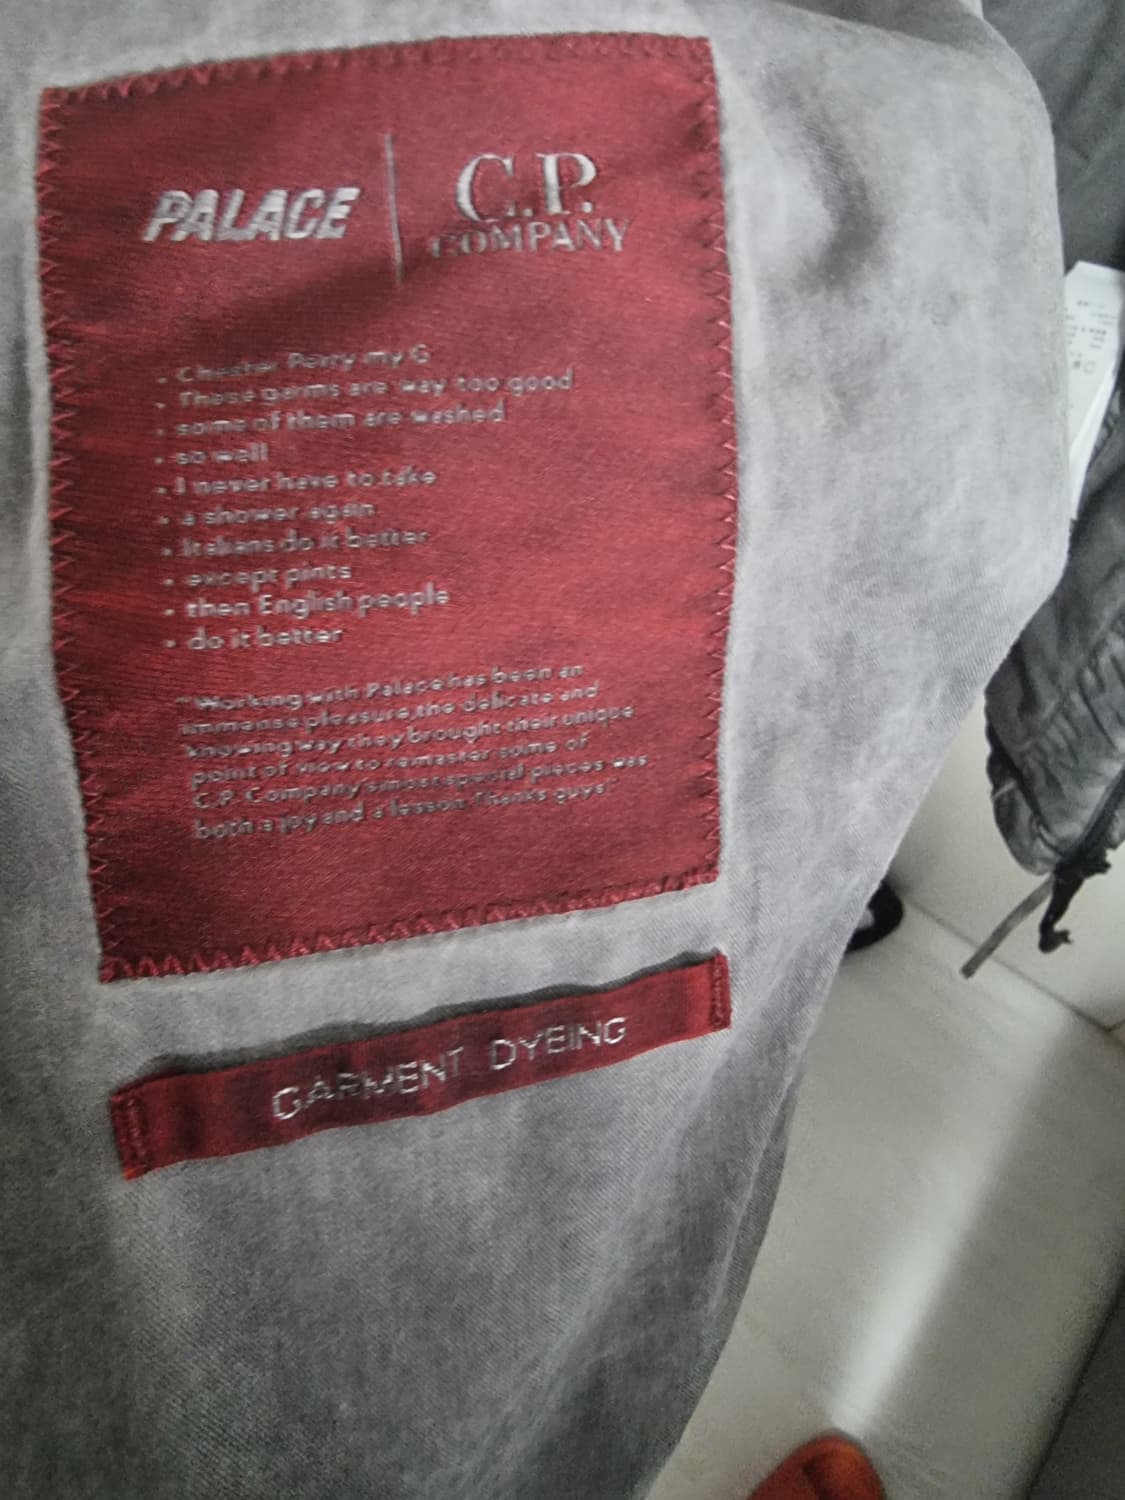 PALACE
C.P.
COMPANY
• Chester Perry my G
• These garms are way too good
• some of them are washed
• so well
• I never have to take
• a shower again
• Italians do it better
• except pints
• then English people
• do it better
"Working with Palace has been an
immense pleasure, the delicate and
knowing way they brought their unique
point of view to remaster some of
C.P. Company's most special pieces was
both a joy and a lesson. Thanks guys."
GARMENT DYEING